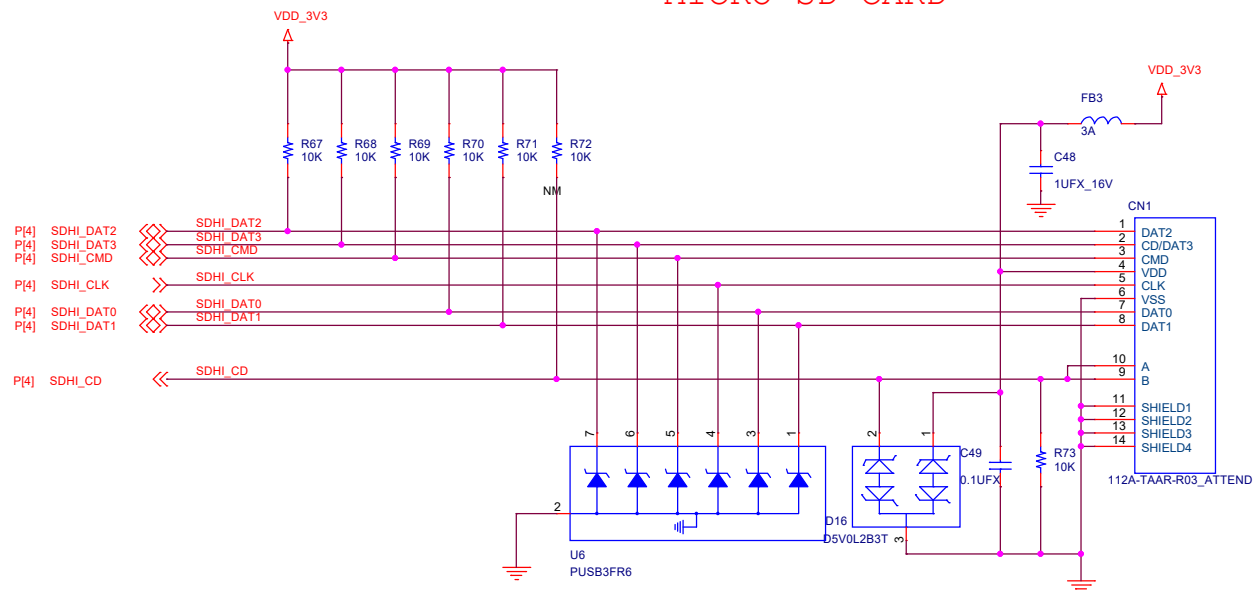 MICRO SD CARD
VDD_3V3
VDD_3V3
FB3
3A
R67
10K
R68
10K
R69
10K
R70
10K
R71
10K
R72
10K
NM
C48
1UFX_16V
CN1
P[4] SDHI_DAT2 SDHI_DAT2 1 DAT2
P[4] SDHI_DAT3 SDHI_DAT3 2 CD/DAT3
P[4] SDHI_CMD SDHI_CMD 3 CMD
4 VDD
P[4] SDHI_CLK SDHI_CLK 5 CLK
6 VSS
P[4] SDHI_DAT0 SDHI_DAT0 7 DAT0
P[4] SDHI_DAT1 SDHI_DAT1 8 DAT1
10 A
P[4] SDHI_CD SDHI_CD 9 B
11 SHIELD1
12 SHIELD2
13 SHIELD3
14 SHIELD4
112A-TAAR-R03_ATTEND
7 6 5 4 3 1
2
U6
PUSB3FR6
2 1
3
D16
D5V0L2B3T
C49
0.1UFX
R73
10K